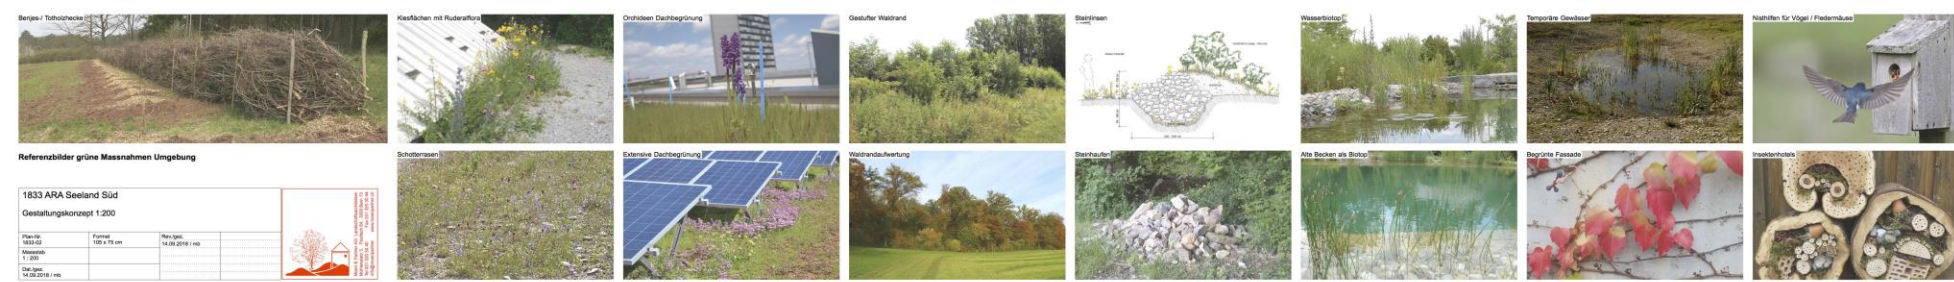 Benjes-/ Totholzhecke
Kiesflächen mit Ruderalflora
Orchideen Dachbegrünung
Gestufter Waldrand
Steinlinsen
Wasserbiotop
Temporäre Gewässer
Nisthilfen für Vögel / Fledermäuse
Referenzbilder grüne Massnahmen Umgebung
Schotterrasen
Extensive Dachbegrünung
Waldrandaufwertung
Steinhaufen
Alte Becken als Biotop
Begrünte Fassade
Insektenhotels
1833 ARA Seeland Süd
Gestaltungskonzept 1:200
Plan-Nr.
1833-02
Format
105 x 75 cm
Rev./gez.
14.09.2018 / mb
Massstab
1 : 200
Dat./gez.
14.09.2018 / mb